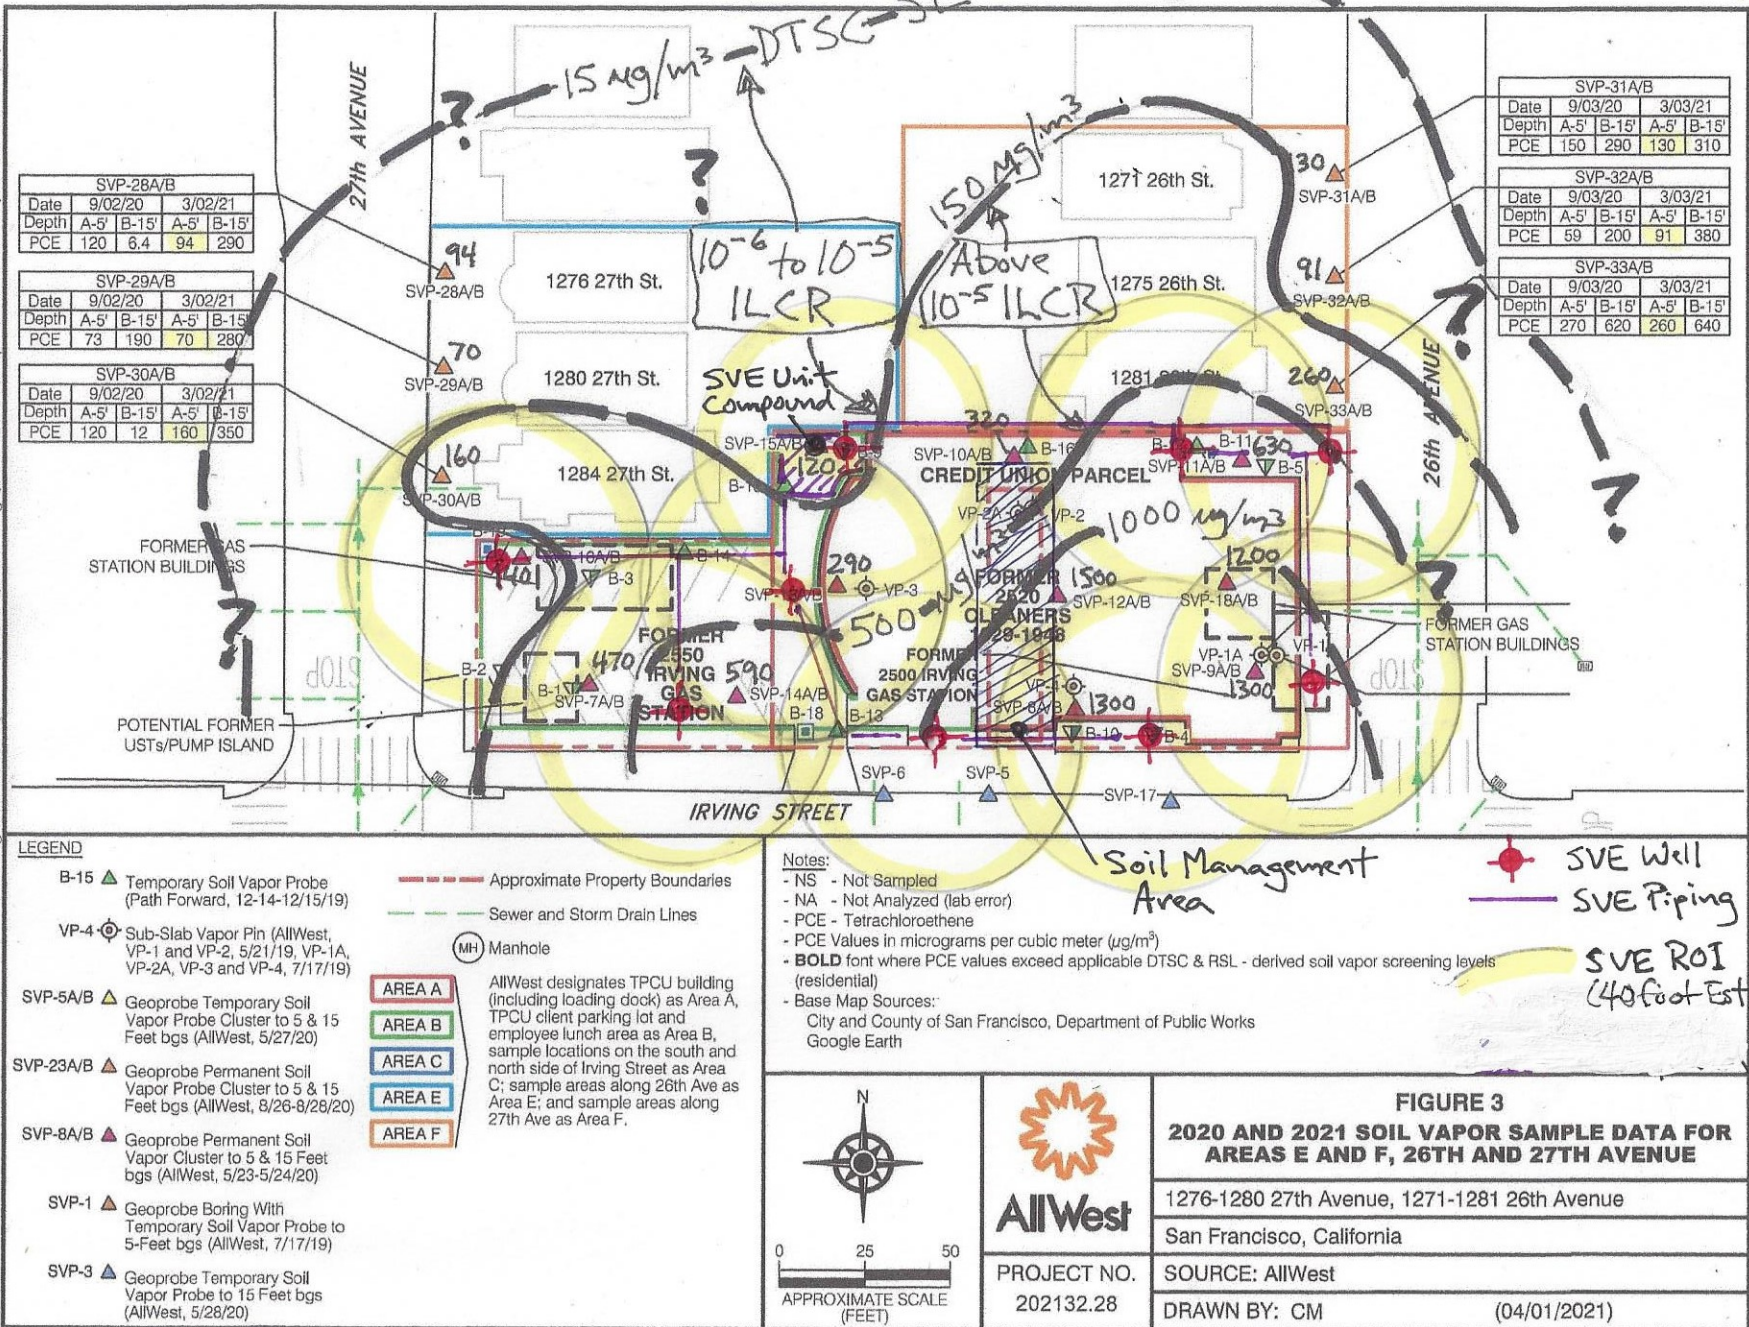 15 µg/m³ DTSC-SL
?
27th AVENUE
?
150 µg/m³
SVP-28A/B
Date 9/02/20 3/02/21
Depth A-5' B-15' A-5' B-15'
PCE 120 6.4 94 290
SVP-29A/B
Date 9/02/20 3/02/21
Depth A-5' B-15' A-5' B-15'
PCE 73 190 70 280
SVP-30A/B
Date 9/02/20 3/02/21
Depth A-5' B-15' A-5' B-15'
PCE 120 12 160 350
SVP-31A/B
Date 9/03/20 3/03/21
Depth A-5' B-15' A-5' B-15'
PCE 150 290 130 310
SVP-32A/B
Date 9/03/20 3/03/21
Depth A-5' B-15' A-5' B-15'
PCE 59 200 91 380
SVP-33A/B
Date 9/03/20 3/03/21
Depth A-5' B-15' A-5' B-15'
PCE 270 620 260 640
1271 26th St.
SVP-31A/B
94
SVP-28A/B
1276 27th St.
10⁻⁶ to 10⁻⁵
ILCR
Above
10⁻⁵ ILCR
1275 26th St.
91
SVP-32A/B
?
26th AVENUE
70
SVP-29A/B
1280 27th St.
SVE Unit
Compound
1281
260
SVP-33A/B
160
SVP-30A/B
1284 27th St.
SVP-15A/B
120
320
SVP-10A/B
B-16
CREDIT UNION PARCEL
SVP-11A/B
B-11
630
B-5
?
VP-2A
VP-2
1000 µg/m3
FORMER GAS
STATION BUILDINGS
B-3
B-14
290
VP-3
500 µg/m³
FORMER
2520
CLEANERS
1928-1948
1500
SVP-12A/B
1200
SVP-18A/B
?
FORMER GAS
STATION BUILDINGS
?
STOP
B-2
B-1
470
SVP-7A/B
FORMER
2550
IRVING
GAS
STATION
590
SVP-14A/B
FORMER
2500 IRVING
GAS STATION
VP-4
SVP-8A/B
1300
VP-1A
VP-1
SVP-9A/B
1300
STOP
POTENTIAL FORMER
USTs/PUMP ISLAND
B-18
B-13
B-10
B-4
SVP-6
SVP-5
SVP-17
IRVING STREET
Soil Management
Area
LEGEND
B-15 Temporary Soil Vapor Probe
(Path Forward, 12-14-12/15/19)
VP-4 Sub-Slab Vapor Pin (AllWest,
VP-1 and VP-2, 5/21/19, VP-1A,
VP-2A, VP-3 and VP-4, 7/17/19)
SVP-5A/B Geoprobe Temporary Soil
Vapor Probe Cluster to 5 & 15
Feet bgs (AllWest, 5/27/20)
SVP-23A/B Geoprobe Permanent Soil
Vapor Probe Cluster to 5 & 15
Feet bgs (AllWest, 8/26-8/28/20)
SVP-8A/B Geoprobe Permanent Soil
Vapor Cluster to 5 & 15 Feet
bgs (AllWest, 5/23-5/24/20)
SVP-1 Geoprobe Boring With
Temporary Soil Vapor Probe to
5-Feet bgs (AllWest, 7/17/19)
SVP-3 Geoprobe Temporary Soil
Vapor Probe to 15 Feet bgs
(AllWest, 5/28/20)
Approximate Property Boundaries
Sewer and Storm Drain Lines
MH Manhole
AREA A
AREA B
AREA C
AREA E
AREA F
AllWest designates TPCU building
(including loading dock) as Area A,
TPCU client parking lot and
employee lunch area as Area B,
sample locations on the south and
north side of Irving Street as Area
C; sample areas along 26th Ave as
Area E; and sample areas along
27th Ave as Area F.
Notes:
- NS - Not Sampled
- NA - Not Analyzed (lab error)
- PCE - Tetrachloroethene
- PCE Values in micrograms per cubic meter (µg/m³)
- BOLD font where PCE values exceed applicable DTSC & RSL - derived soil vapor screening levels
(residential)
- Base Map Sources:
City and County of San Francisco, Department of Public Works
Google Earth
SVE Well
SVE Piping
SVE ROI
(40 foot Est
N
0 25 50
APPROXIMATE SCALE
(FEET)
AllWest
PROJECT NO.
202132.28
FIGURE 3
2020 AND 2021 SOIL VAPOR SAMPLE DATA FOR
AREAS E AND F, 26TH AND 27TH AVENUE
1276-1280 27th Avenue, 1271-1281 26th Avenue
San Francisco, California
SOURCE: AllWest
DRAWN BY: CM (04/01/2021)